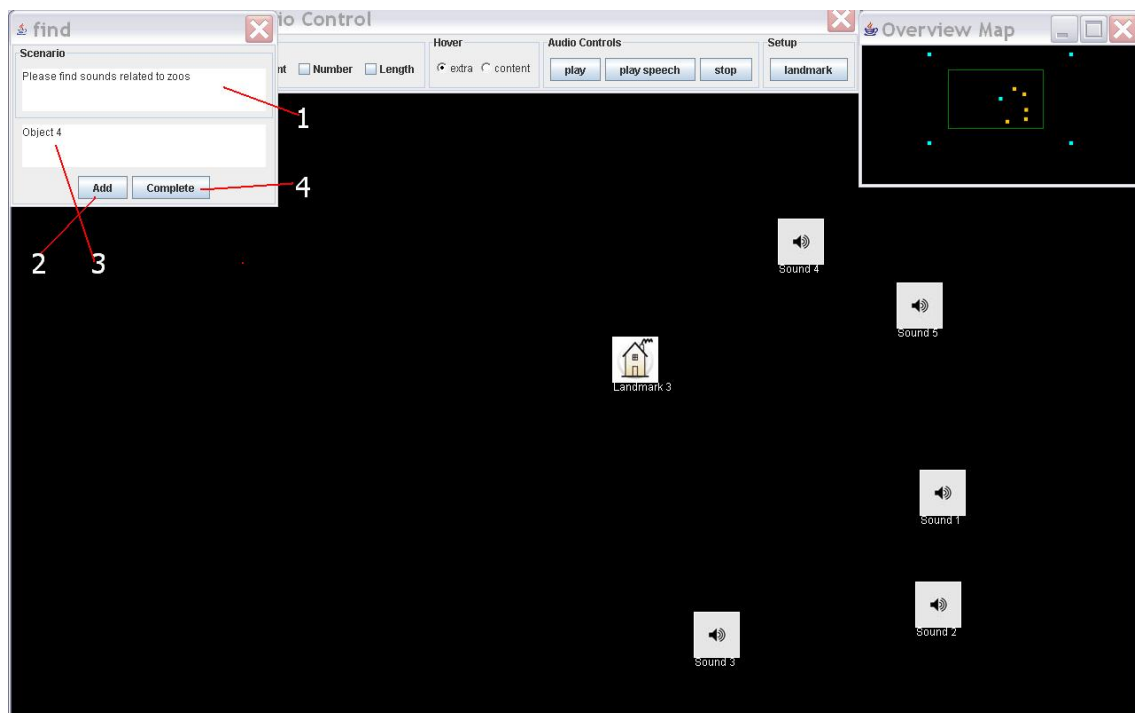 find
io Control
Overview Map
Scenario
Please find sounds related to zoos
Object 4
Add Complete
nt Number Length
Hover
extra content
Audio Controls
play play speech stop
Setup
landmark
1
4
2 3
Sound 4
Sound 5
Landmark 3
Sound 1
Sound 2
Sound 3